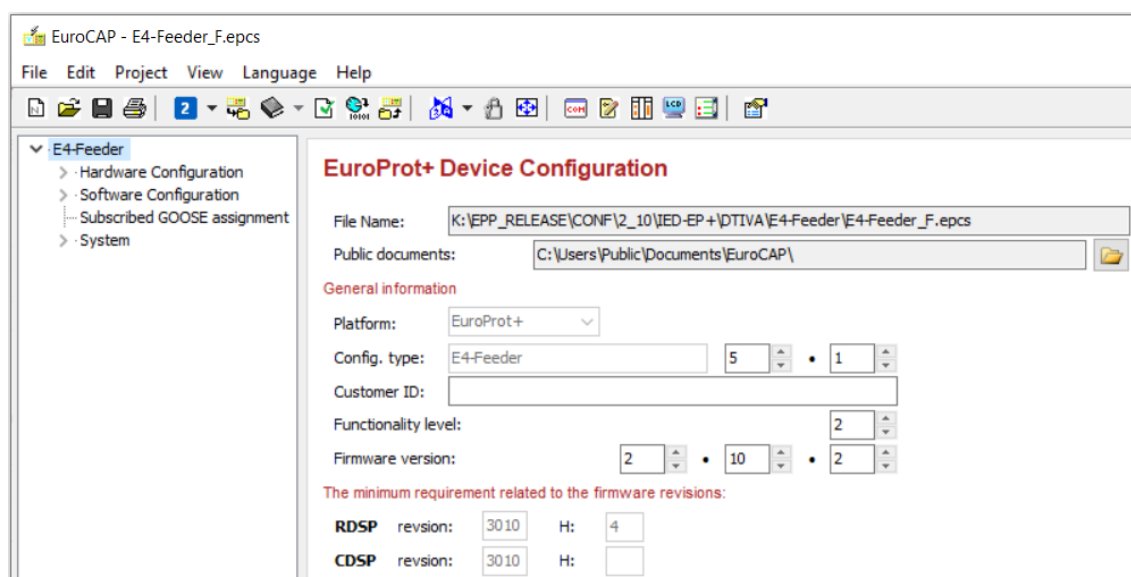 EuroCAP - E4-Feeder_F.epcs
File Edit Project View Language Help
2 COM LCD
E4-Feeder
Hardware Configuration
Software Configuration
Subscribed GOOSE assignment
System
EuroProt+ Device Configuration
File Name: K:\EPP_RELEASE\CONF\2_10\IED-EP+\DTIVA\E4-Feeder\E4-Feeder_F.epcs
Public documents: C:\Users\Public\Documents\EuroCAP\
General information
Platform: EuroProt+
Config. type: E4-Feeder 5 • 1
Customer ID:
Functionality level: 2
Firmware version: 2 • 10 • 2
The minimum requirement related to the firmware revisions:
RDSP revsion: 3010 H: 4
CDSP revsion: 3010 H: